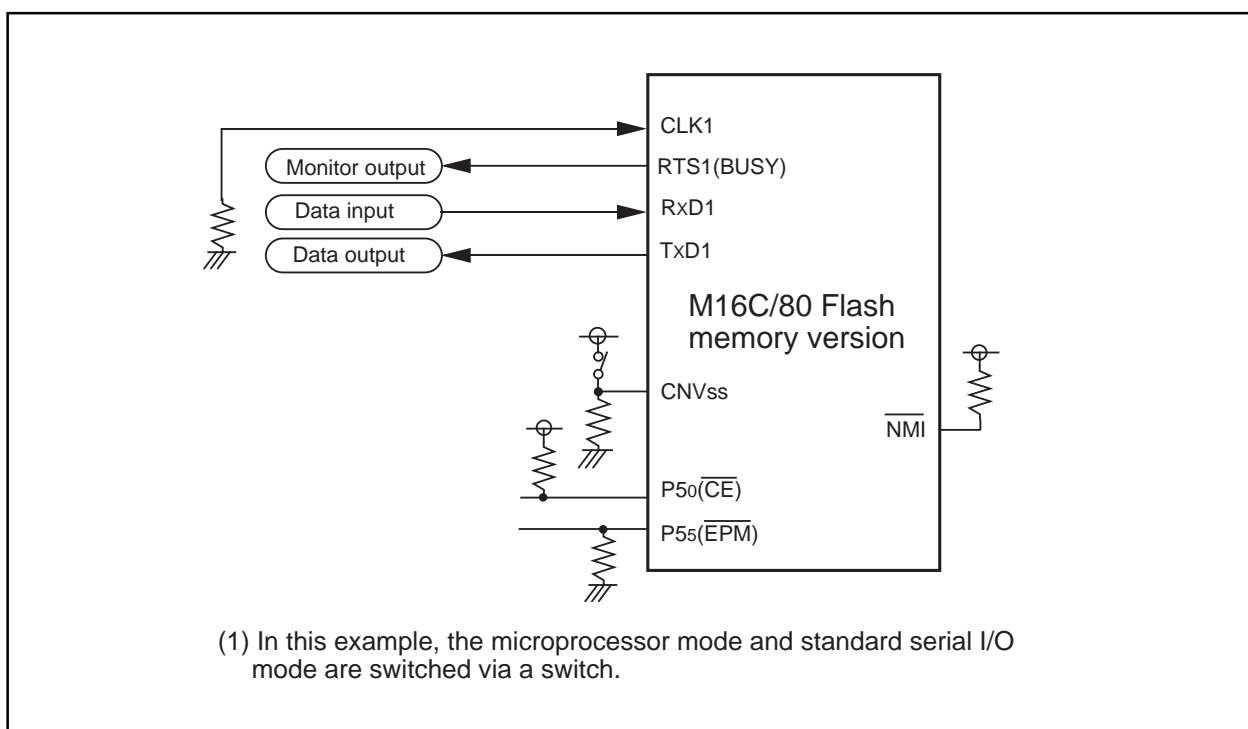 CLK1
Monitor output
RTS1(BUSY)
Data input
RxD1
Data output
TxD1
M16C/80 Flash
memory version
CNVss
NMI
P50(CE)
P55(EPM)
(1) In this example, the microprocessor mode and standard serial I/O
mode are switched via a switch.